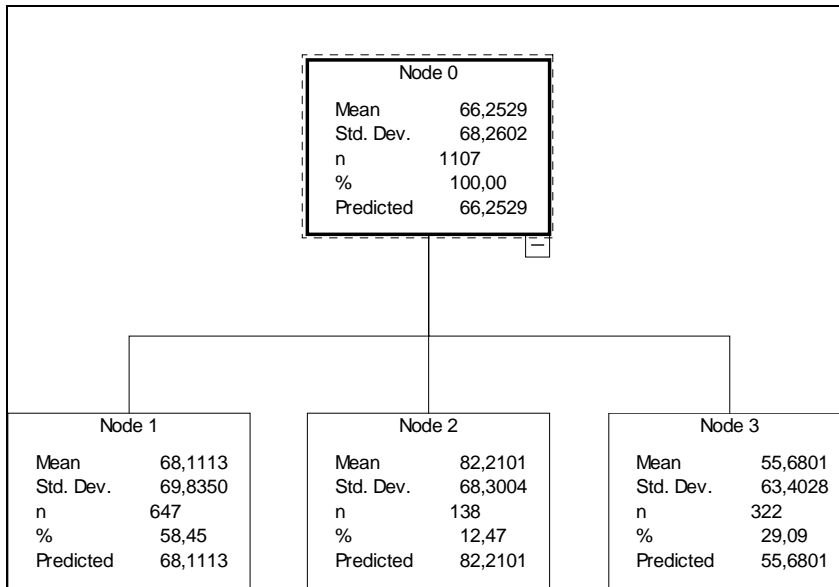 Node 0
Mean 66,2529
Std. Dev. 68,2602
n 1107
% 100,00
Predicted 66,2529
Node 1
Mean 68,1113
Std. Dev. 69,8350
n 647
% 58,45
Predicted 68,1113
Node 2
Mean 82,2101
Std. Dev. 68,3004
n 138
% 12,47
Predicted 82,2101
Node 3
Mean 55,6801
Std. Dev. 63,4028
n 322
% 29,09
Predicted 55,6801